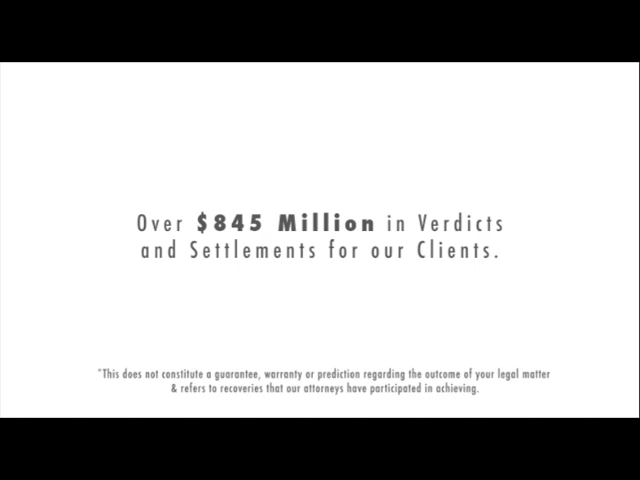 Over $845 Million in Verdicts
and Settlements for our Clients.
*This does not constitute a guarantee, warranty or prediction regarding the outcome of your legal matter
& refers to recoveries that our attorneys have participated in achieving.